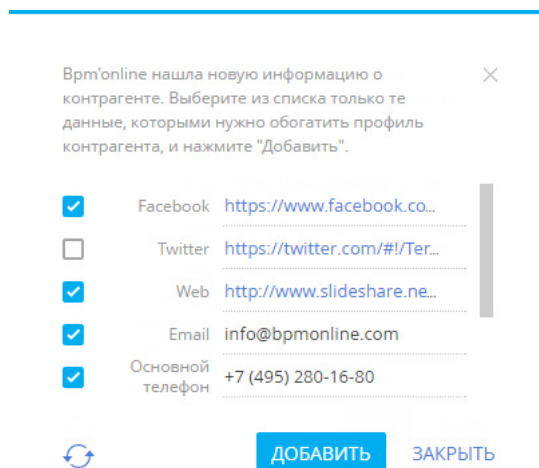 Bpm'online нашла новую информацию о
контрагенте. Выберите из списка только те
данные, которыми нужно обогатить профиль
контрагента, и нажмите "Добавить".
Facebook https://www.facebook.co...
Twitter https://twitter.com/#!/Ter...
Web http://www.slideshare.ne...
Email info@bpmonline.com
Основной
телефон +7 (495) 280-16-80
ДОБАВИТЬ ЗАКРЫТЬ